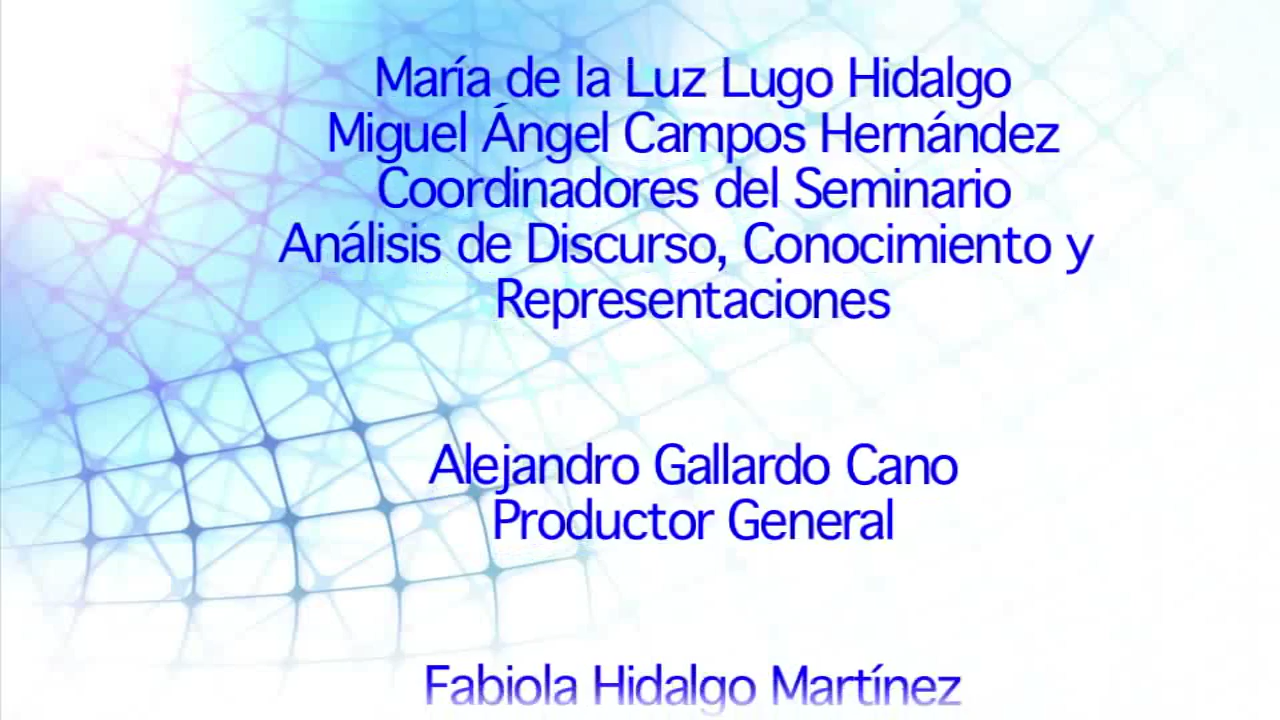 María de la Luz Lugo Hidalgo
Miguel Ángel Campos Hernández
Coordinadores del Seminario
Análisis de Discurso, Conocimiento y
Representaciones
Alejandro Gallardo Cano
Productor General
Fabiola Hidalgo Martínez